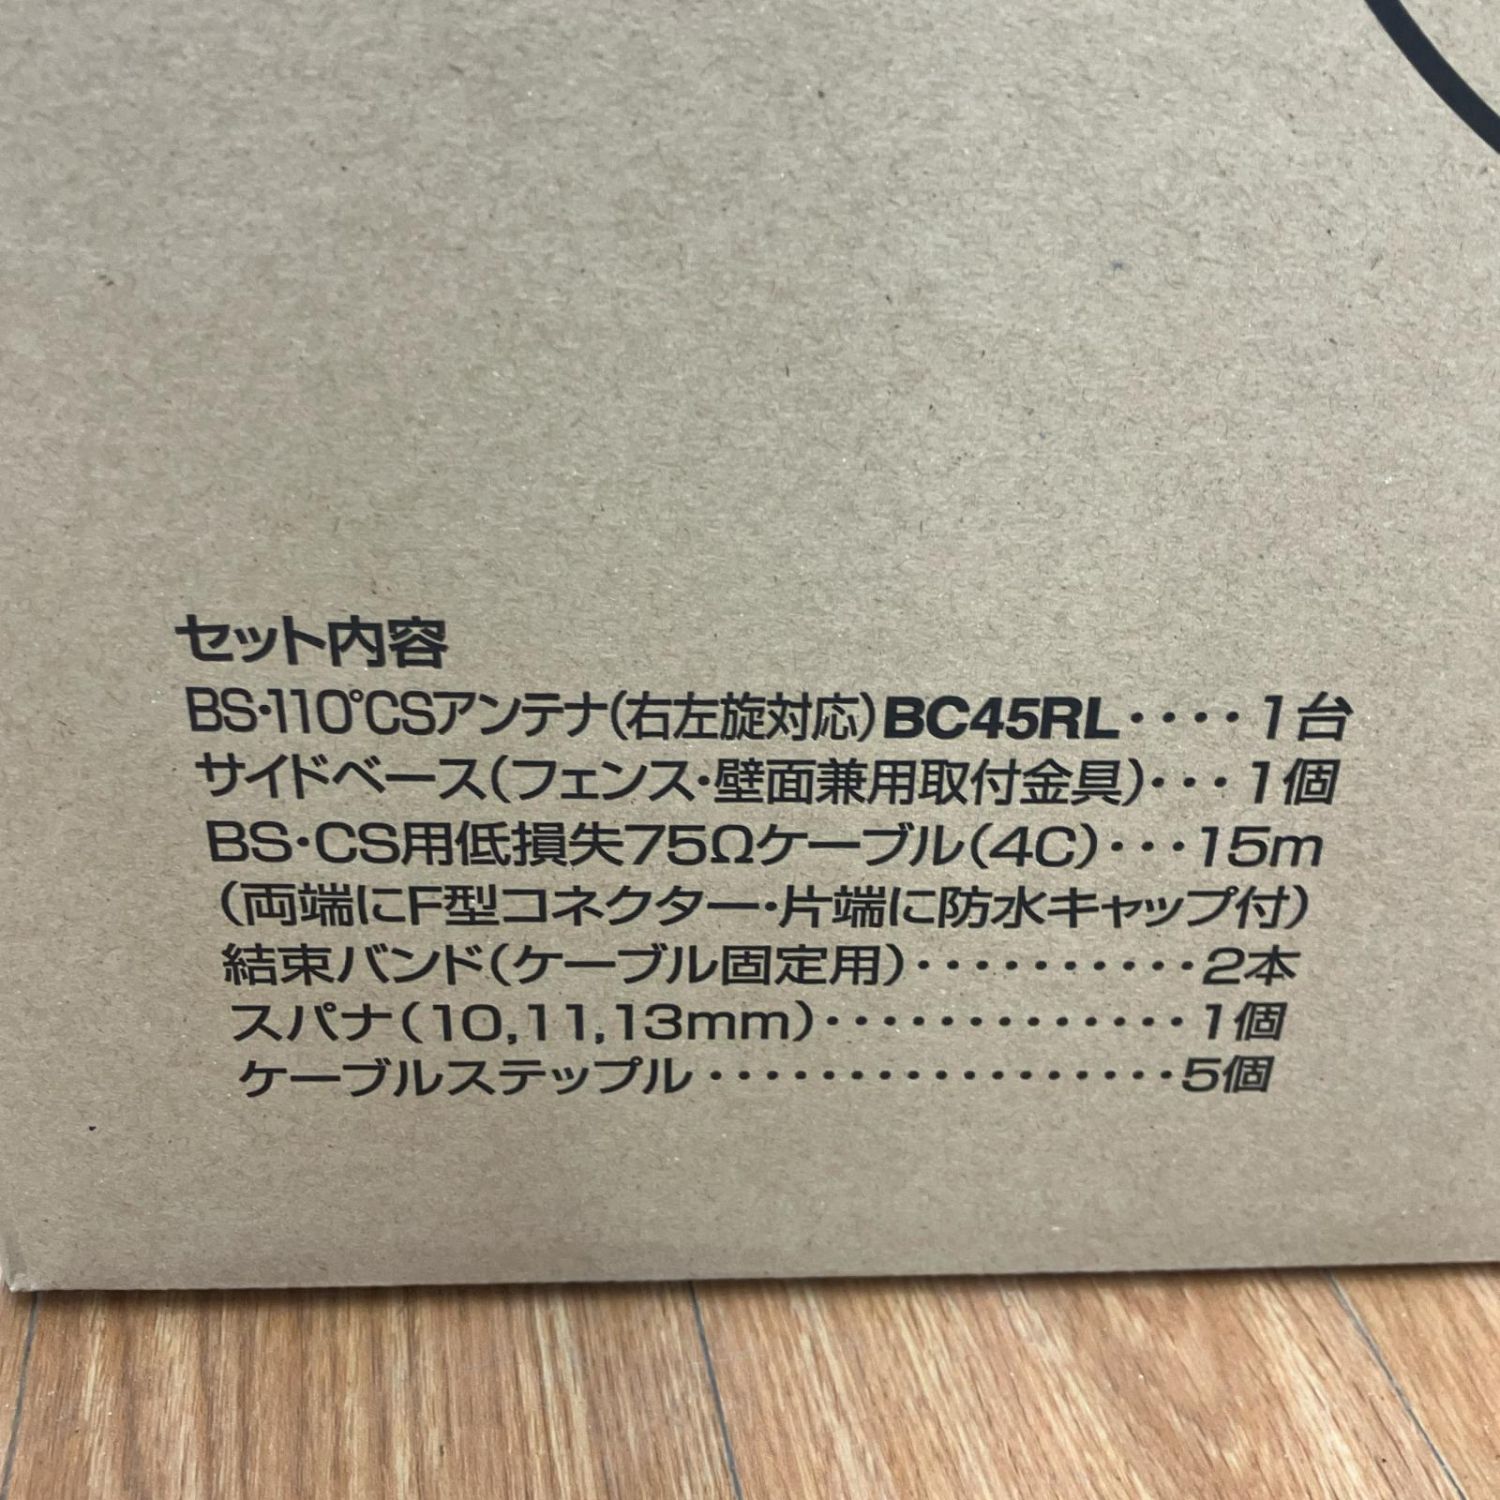 セット内容
BS・110°CSアンテナ(右左旋対応)BC45RL・・・・1台
サイドベース(フェンス・壁面兼用取付金具)・・・1個
BS・CS用低損失75Ωケーブル(4C)・・・15m
(両端にF型コネクター・片端に防水キャップ付)
結束バンド(ケーブル固定用)・・・・・・・・・・2本
スパナ(10,11,13mm)・・・・・・・・・・・・・1個
ケーブルステップル・・・・・・・・・・・・・・・・・5個